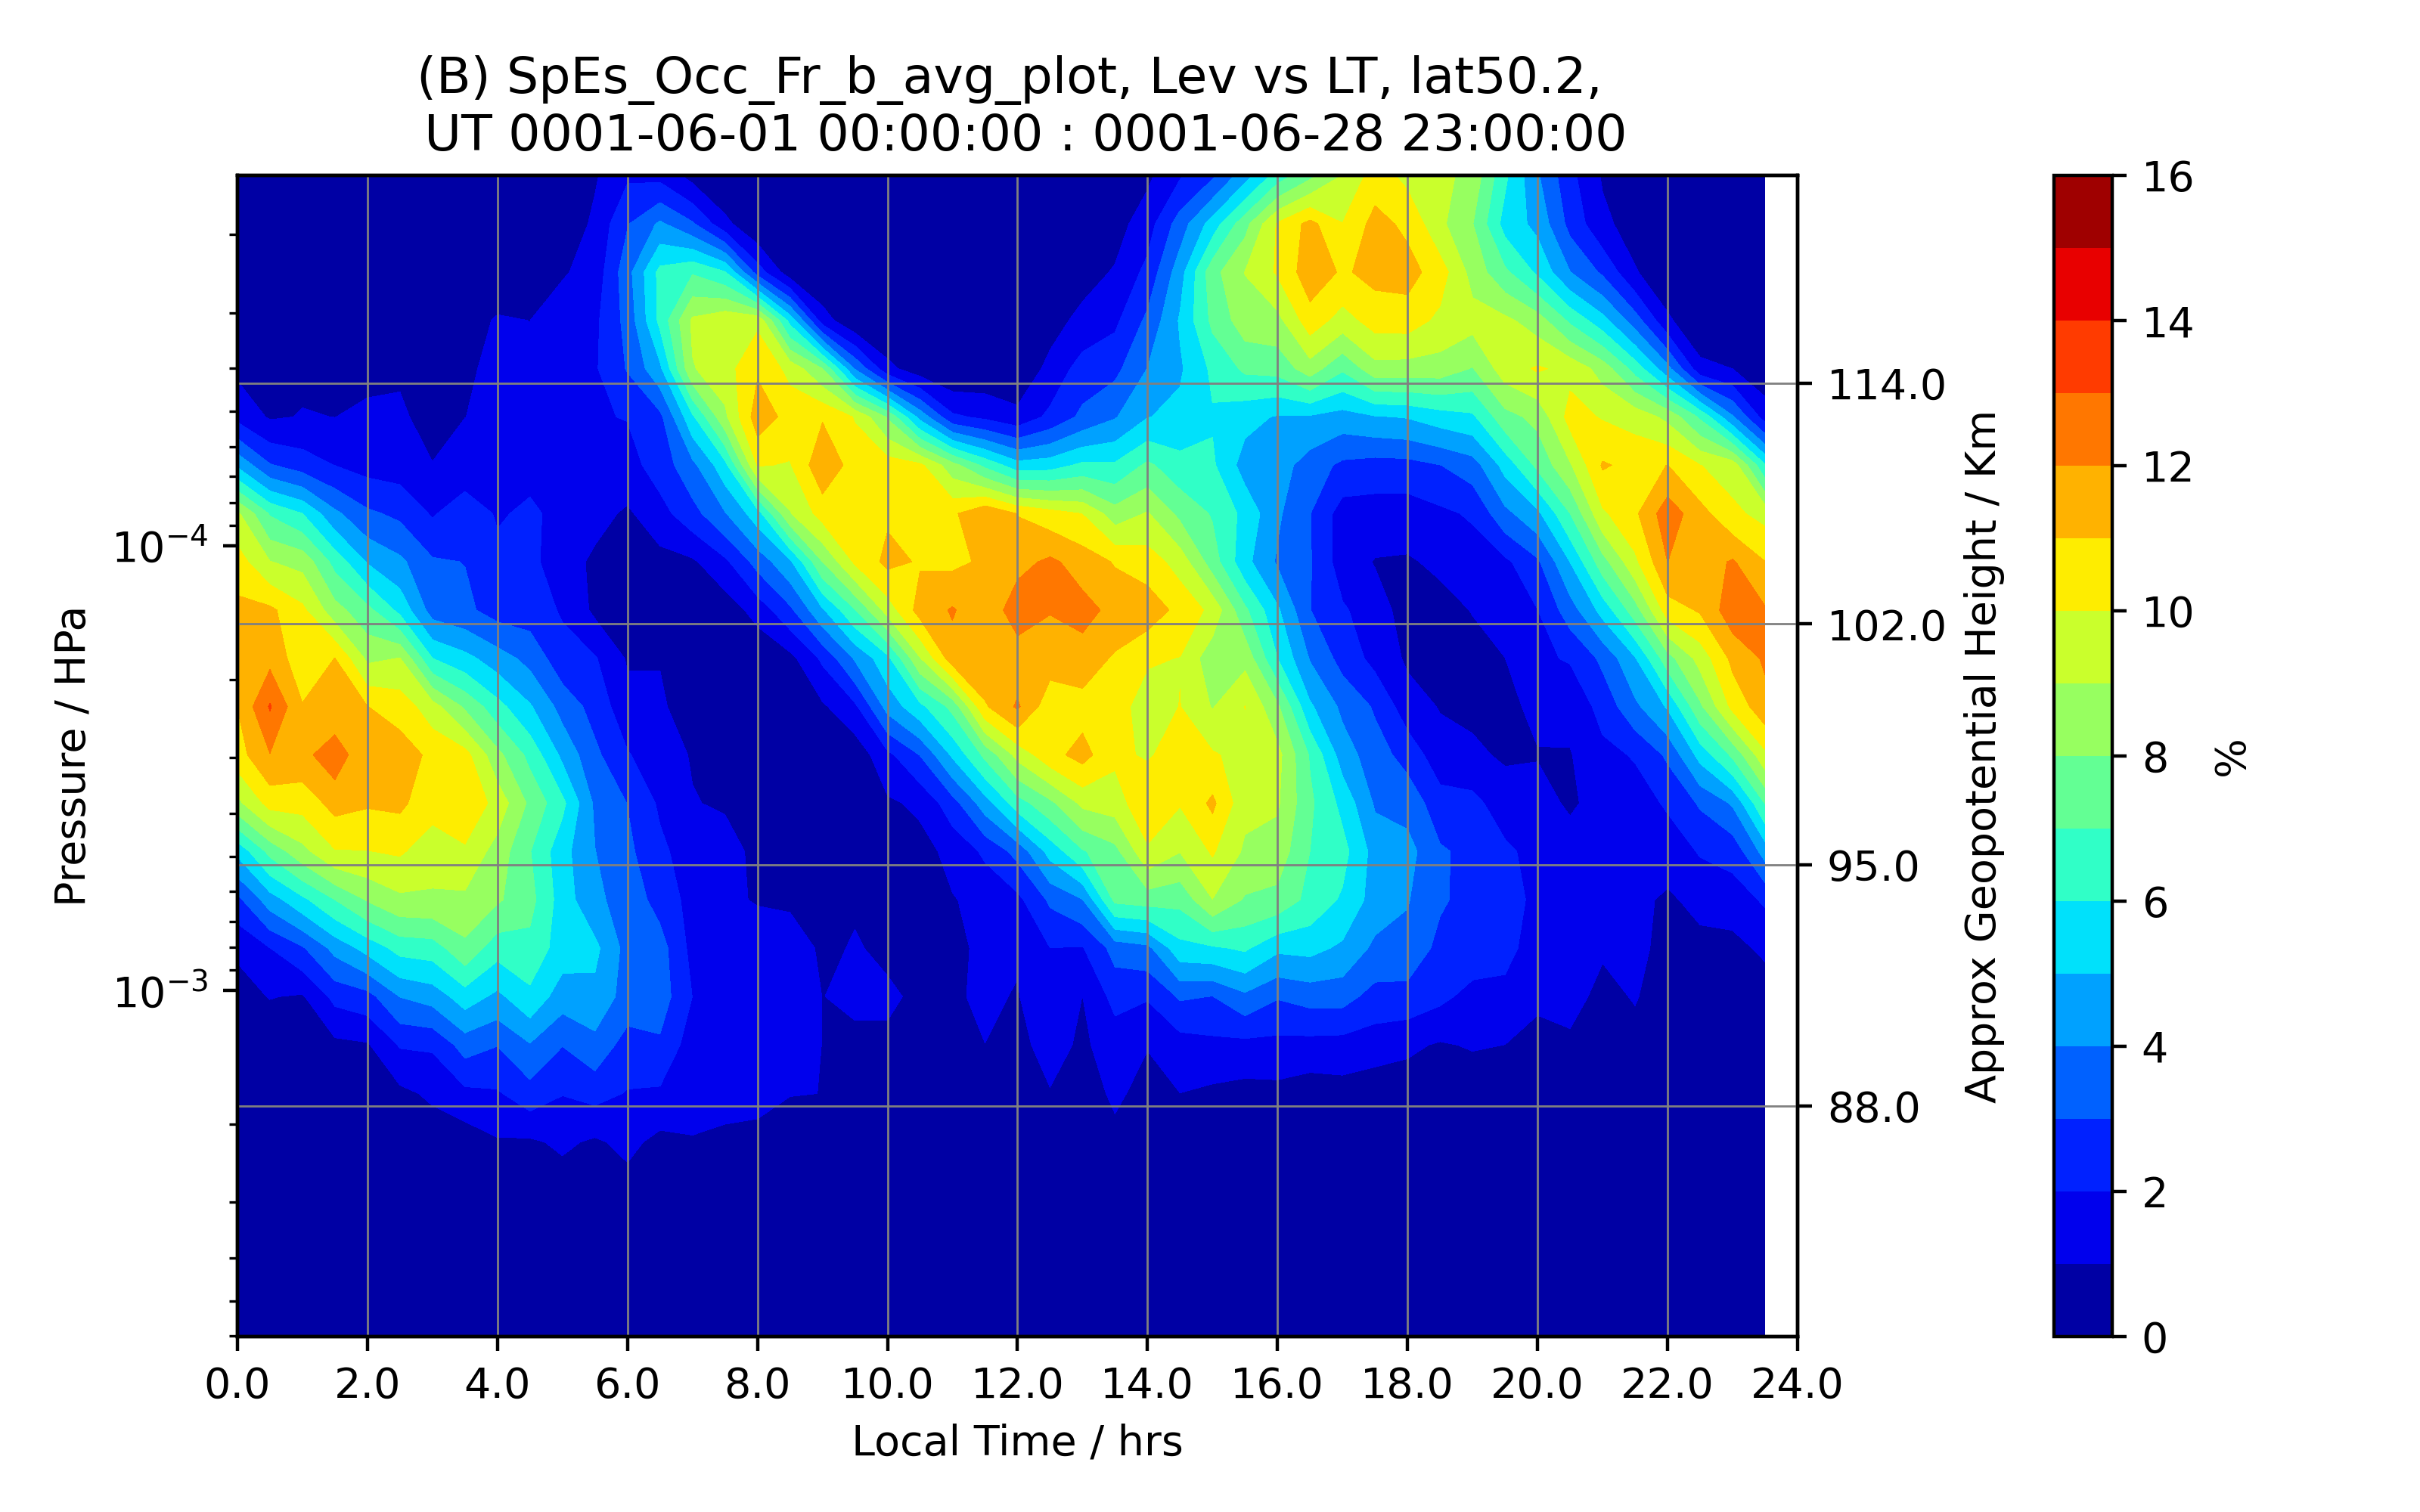 (B) SpEs_Occ_Fr_b_avg_plot, Lev vs LT, lat50.2,
UT 0001-06-01 00:00:00 : 0001-06-28 23:00:00
Pressure / HPa
10⁻⁴
10⁻³
0.0 2.0 4.0 6.0 8.0 10.0 12.0 14.0 16.0 18.0 20.0 22.0 24.0
Local Time / hrs
114.0
102.0
95.0
88.0
Approx Geopotential Height / Km
16
14
12
10
8
6
4
2
0
%